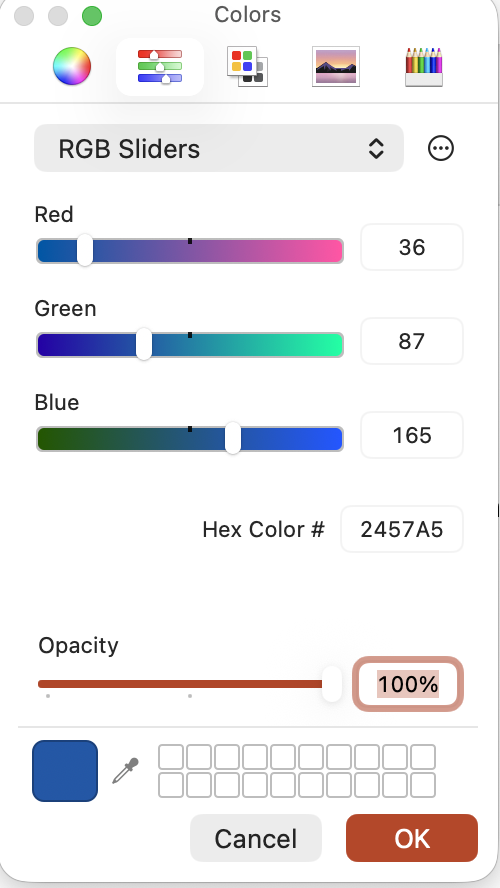 Colors
RGB Sliders
Red
36
Green
87
Blue
165
Hex Color # 2457A5
Opacity
100%
Cancel OK